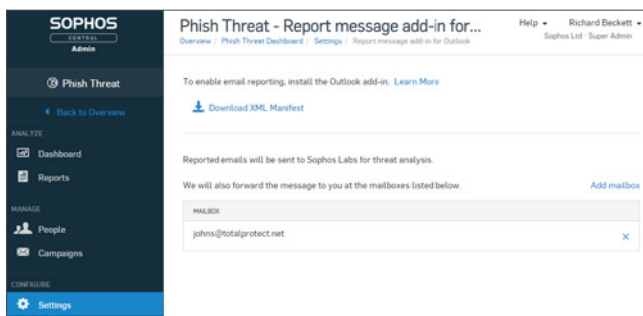 SOPHOS
CENTRAL
Admin
Phish Threat
Back to Overview
ANALYZE
Dashboard
Reports
MANAGE
People
Campaigns
CONFIGURE
Settings
Phish Threat - Report message add-in for...
Overview / Phish Threat Dashboard / Settings / Report message add-in for Outlook
Help
Richard Beckett
Sophos Ltd · Super Admin
To enable email reporting, install the Outlook add-in. Learn More
Download XML Manifest
Reported emails will be sent to Sophos Labs for threat analysis.
We will also forward the message to you at the mailboxes listed below.
Add mailbox
MAILBOX
johns@totalprotect.net